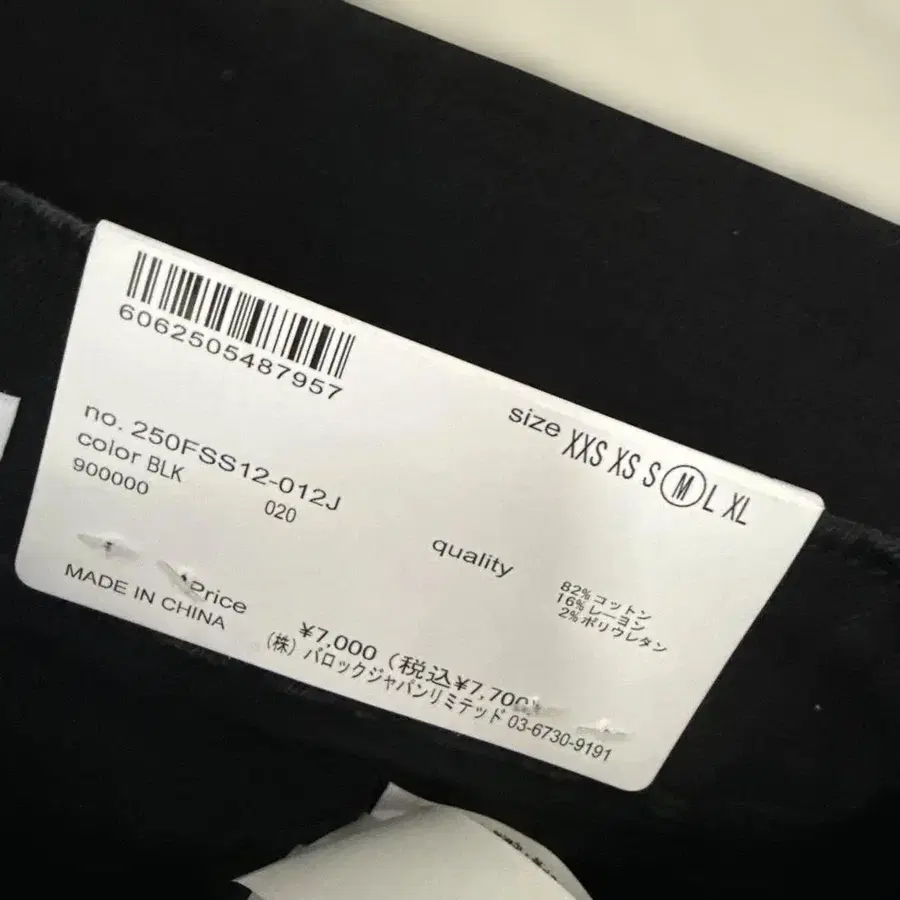 6062505487957
no. 250FSS12-012J
color BLK
900000 020
size XXS XS S M L XL
quality
82%コットン
16%レーヨン
2%ポリウレタン
Price
MADE IN CHINA
¥7,000 (税込¥7,700)
(株) バロックジャパンリミテッド 03-6730-9191